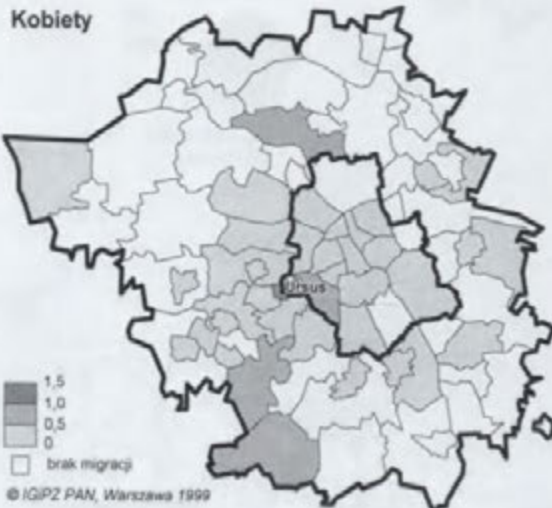 Kobiety
Ursus
1,5
1,0
0,5
0
brak migracji
© IGiPZ PAN, Warszawa 1999